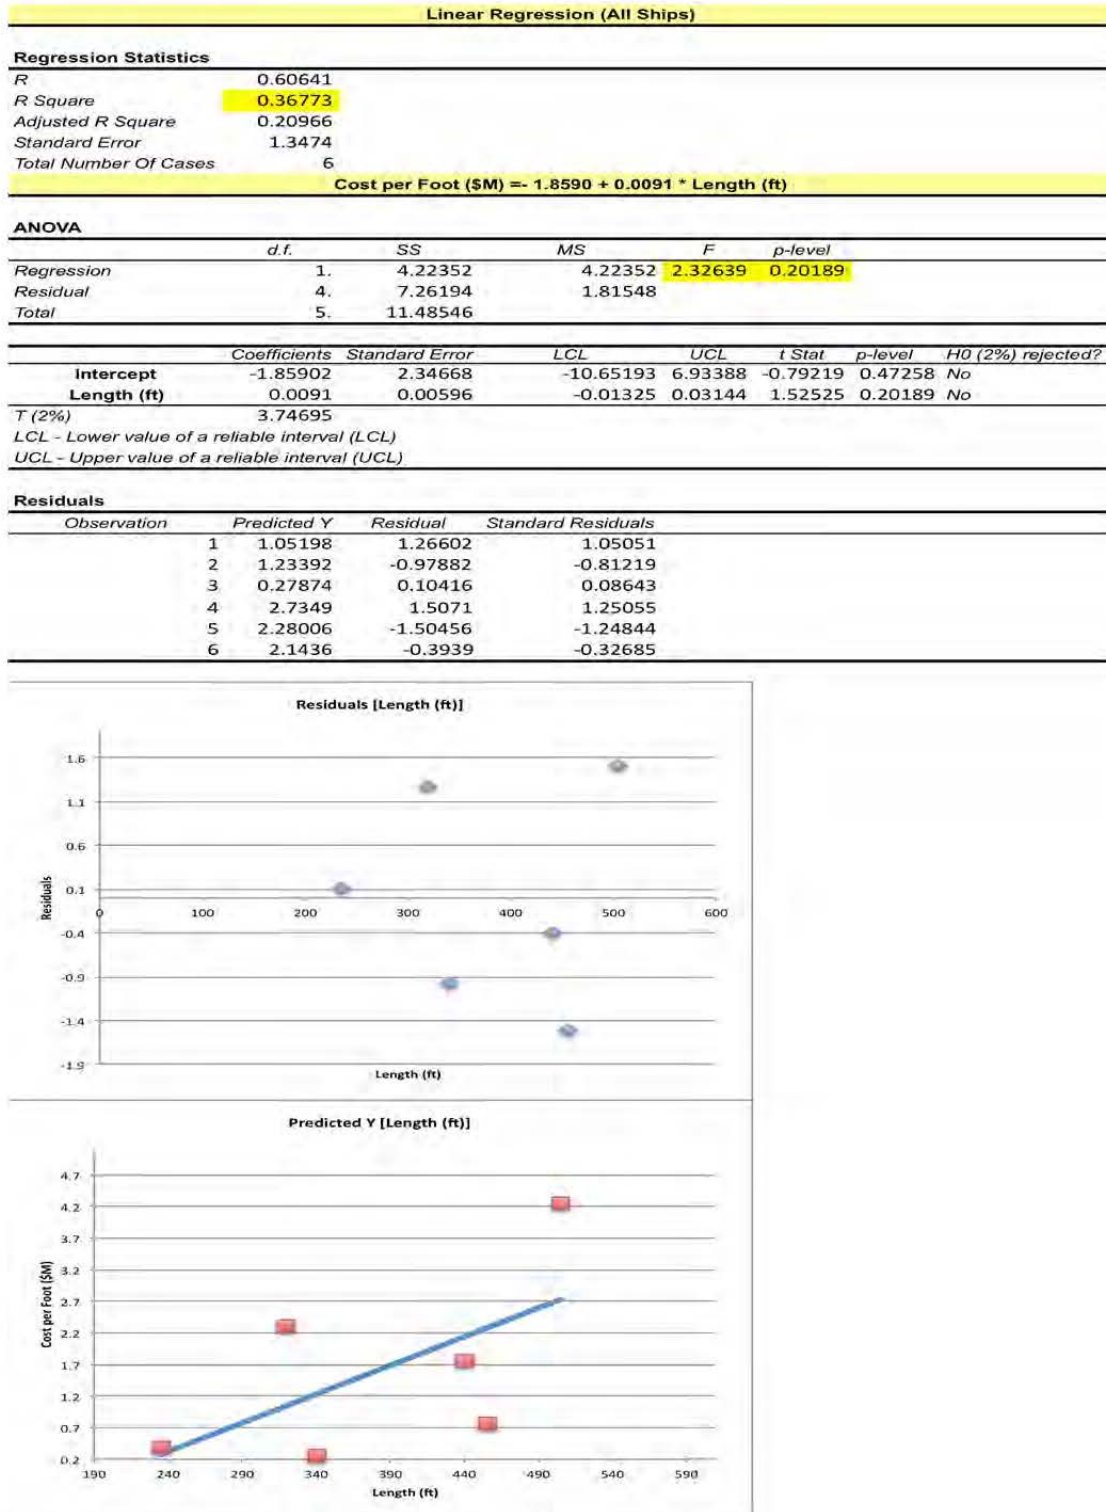 Linear Regression (All Ships)
Regression Statistics
R 0.60641
R Square 0.36773
Adjusted R Square 0.20966
Standard Error 1.3474
Total Number Of Cases 6
Cost per Foot ($M) =- 1.8590 + 0.0091 * Length (ft)
ANOVA
d.f. SS MS F p-level
Regression 1. 4.22352 4.22352 2.32639 0.20189
Residual 4. 7.26194 1.81548
Total 5. 11.48546
Coefficients Standard Error LCL UCL t Stat p-level H0 (2%) rejected?
Intercept -1.85902 2.34668 -10.65193 6.93388 -0.79219 0.47258 No
Length (ft) 0.0091 0.00596 -0.01325 0.03144 1.52525 0.20189 No
T (2%) 3.74695
LCL - Lower value of a reliable interval (LCL)
UCL - Upper value of a reliable interval (UCL)
Residuals
Observation Predicted Y Residual Standard Residuals
1 1.05198 1.26602 1.05051
2 1.23392 -0.97882 -0.81219
3 0.27874 0.10416 0.08643
4 2.7349 1.5071 1.25055
5 2.28006 -1.50456 -1.24844
6 2.1436 -0.3939 -0.32685
Residuals [Length (ft)]
1.6
1.1
0.6
0.1
Residuals
0 100 200 300 400 500 600
-0.4
-0.9
-1.4
-1.9
Length (ft)
Predicted Y [Length (ft)]
4.7
4.2
3.7
3.2
Cost per Foot ($M)
2.7
2.2
1.7
1.2
0.7
0.2
190 240 290 340 390 440 490 540 590
Length (ft)